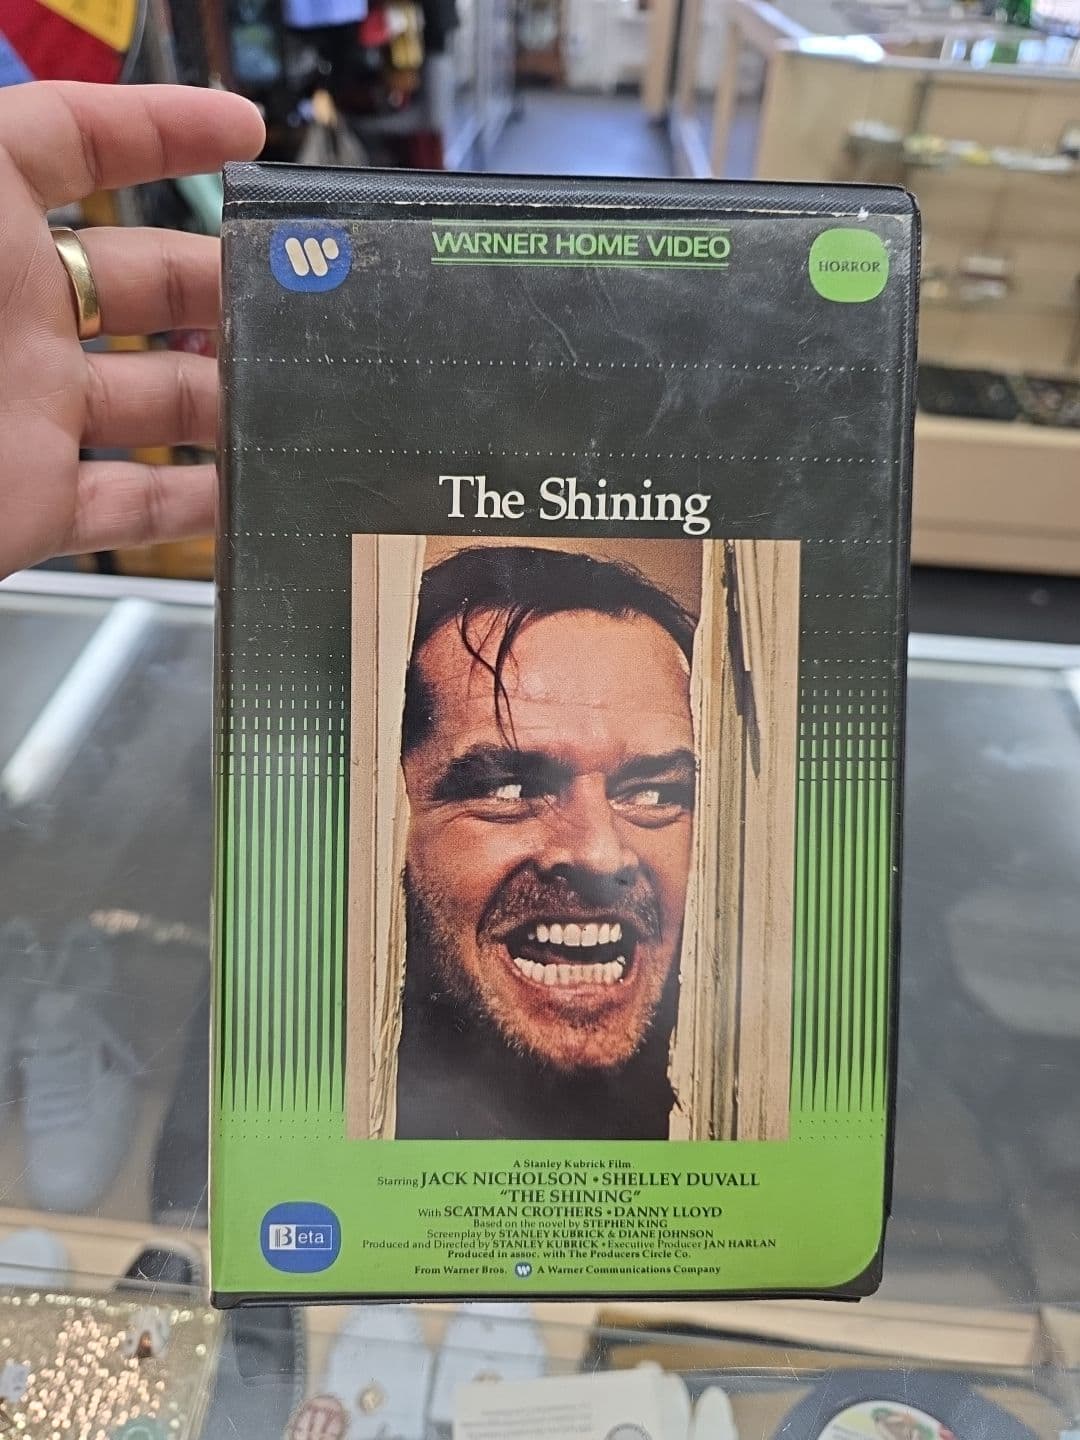 WARNER HOME VIDEO
HORROR
The Shining
A Stanley Kubrick Film
Starring JACK NICHOLSON • SHELLEY DUVALL
"THE SHINING"
With SCATMAN CROTHERS • DANNY LLOYD
Based on the novel by STEPHEN KING
Screenplay by STANLEY KUBRICK & DIANE JOHNSON
Produced and Directed by STANLEY KUBRICK • Executive Producer JAN HARLAN
Produced in assoc. with The Producers Circle Co.
From Warner Bros. A Warner Communications Company
Beta